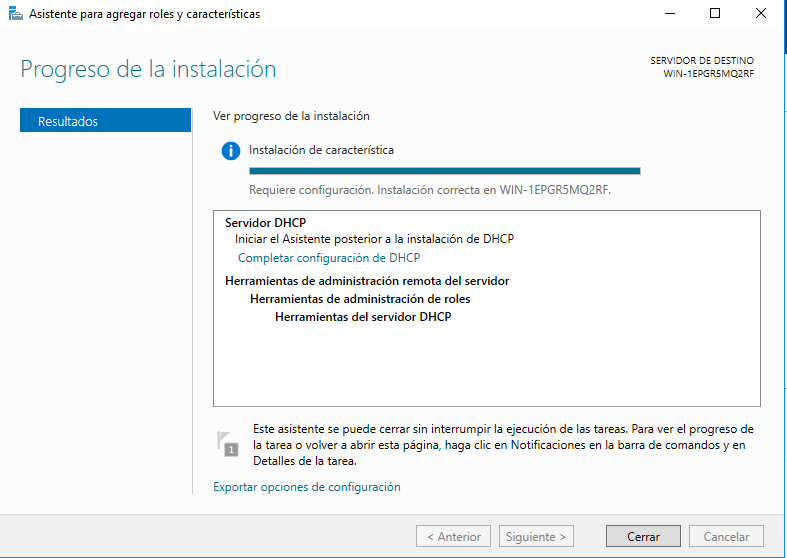 Asistente para agregar roles y características
Progreso de la instalación
SERVIDOR DE DESTINO
WIN-1EPGR5MQ2RF
Resultados
Ver progreso de la instalación
Instalación de característica
Requiere configuración. Instalación correcta en WIN-1EPGR5MQ2RF.
Servidor DHCP
Iniciar el Asistente posterior a la instalación de DHCP
Completar configuración de DHCP
Herramientas de administración remota del servidor
Herramientas de administración de roles
Herramientas del servidor DHCP
1
Este asistente se puede cerrar sin interrumpir la ejecución de las tareas. Para ver el progreso de
la tarea o volver a abrir esta página, haga clic en Notificaciones en la barra de comandos y en
Detalles de la tarea.
Exportar opciones de configuración
< Anterior
Siguiente >
Cerrar
Cancelar